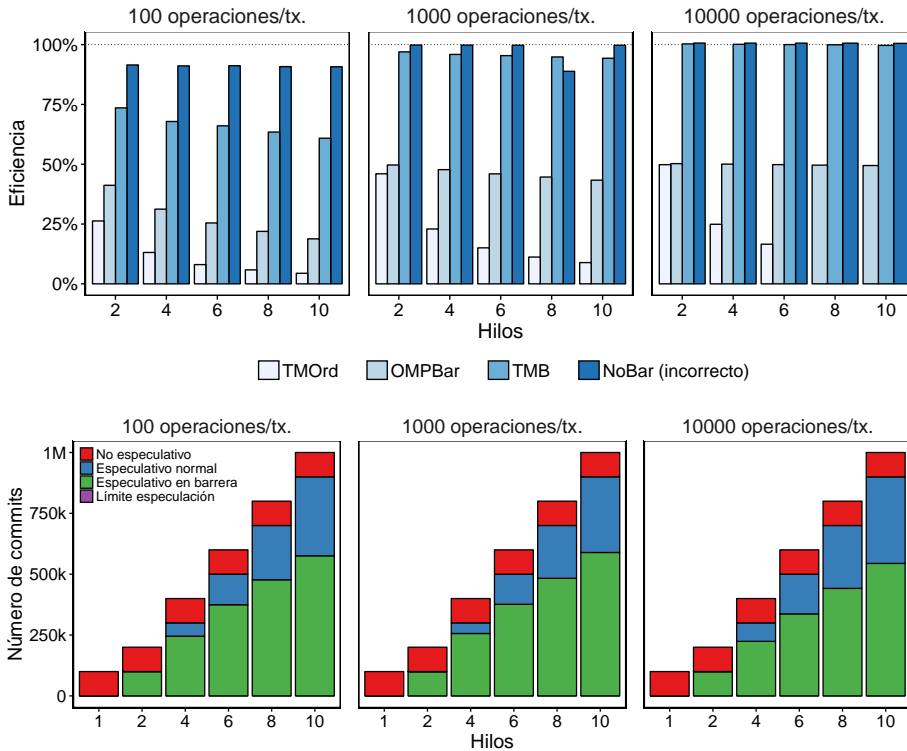 100 operaciones/tx. 1000 operaciones/tx. 10000 operaciones/tx.
100%
75%
50%
25%
0%
Eficiencia
2 4 6 8 10 2 4 6 8 10 2 4 6 8 10
Hilos
TMOrd OMPBar TMB NoBar (incorrecto)
100 operaciones/tx. 1000 operaciones/tx. 10000 operaciones/tx.
1M
750k
500k
250k
0
Número de commits
No especulativo
Especulativo normal
Especulativo en barrera
Límite especulación
1 2 4 6 8 10 1 2 4 6 8 10 1 2 4 6 8 10
Hilos